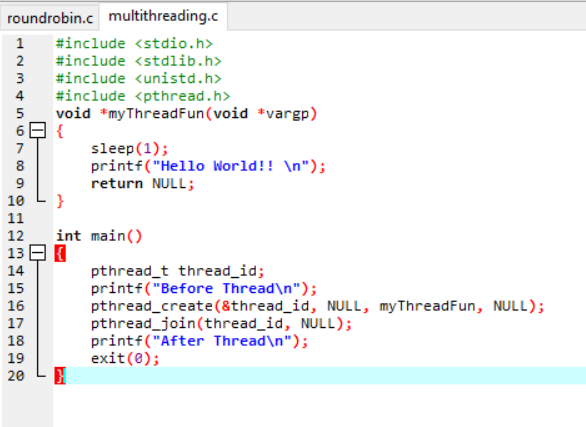 roundrobin.c multithreading.c
1 #include <stdio.h>
2 #include <stdlib.h>
3 #include <unistd.h>
4 #include <pthread.h>
5 void *myThreadFun(void *vargp)
6 {
7 sleep(1);
8 printf("Hello World!! \n");
9 return NULL;
10 }
11
12 int main()
13 {
14 pthread_t thread_id;
15 printf("Before Thread\n");
16 pthread_create(&thread_id, NULL, myThreadFun, NULL);
17 pthread_join(thread_id, NULL);
18 printf("After Thread\n");
19 exit(0);
20 }